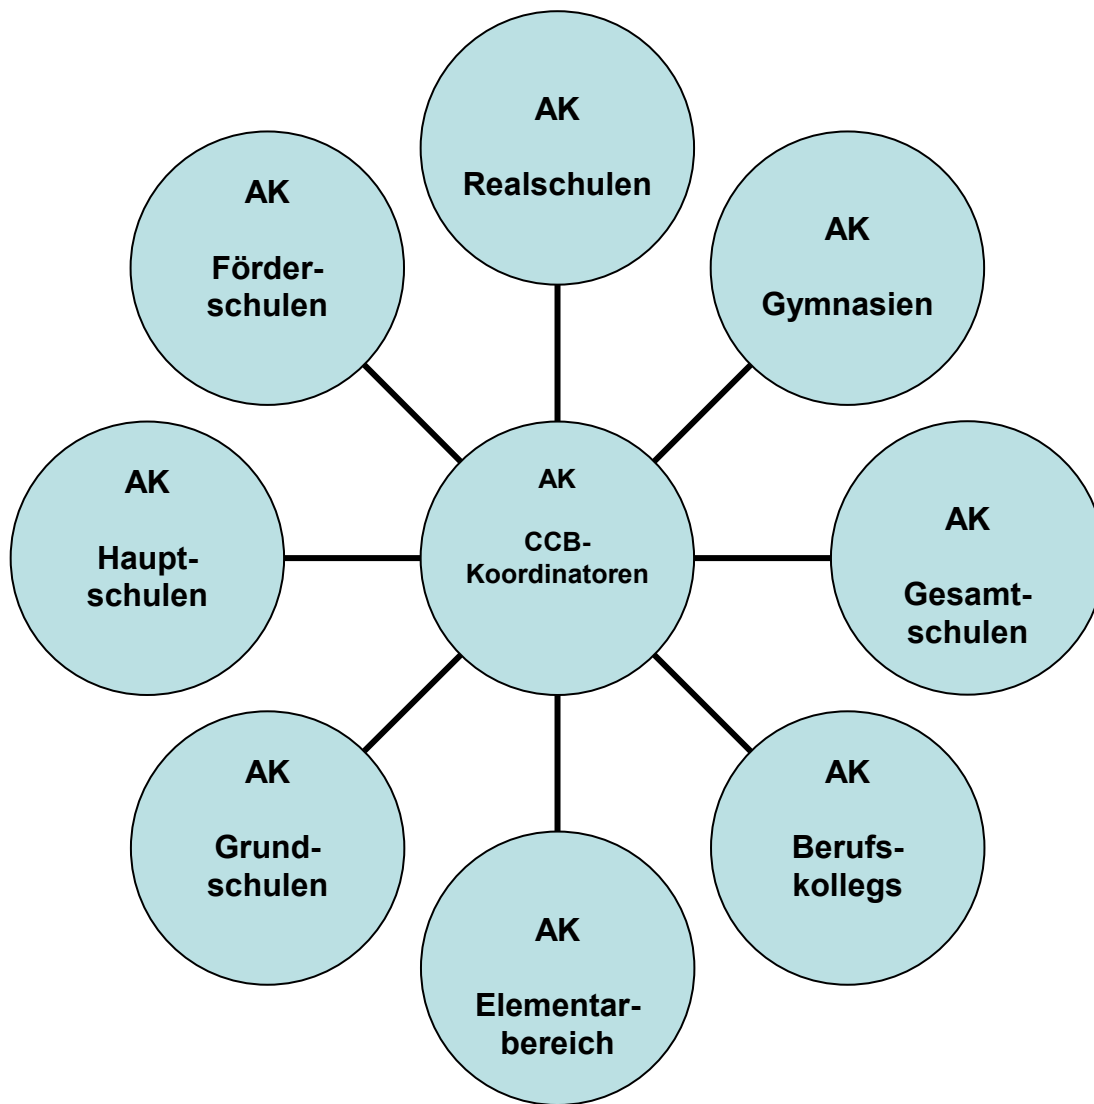 AK
Realschulen
AK
Gymnasien
AK
Förder-
schulen
AK
Haupt-
schulen
AK
CCB-
Koordinatoren
AK
Gesamt-
schulen
AK
Grund-
schulen
AK
Berufs-
kollegs
AK
Elementar-
bereich